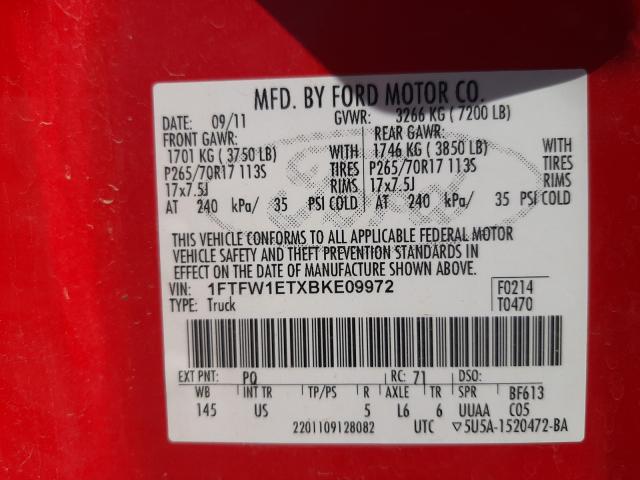 MFD. BY FORD MOTOR CO.
DATE: 09/11 GVWR: 3266 KG ( 7200 LB)
FRONT GAWR: REAR GAWR:
1701 KG ( 3750 LB) WITH 1746 KG ( 3850 LB) WITH
P265/70R17 113S TIRES P265/70R17 113S TIRES
17x7.5J RIMS 17x7.5J RIMS
AT 240 kPa/ 35 PSI COLD AT 240 kPa/ 35 PSI COLD
THIS VEHICLE CONFORMS TO ALL APPLICABLE FEDERAL MOTOR
VEHICLE SAFETY AND THEFT PREVENTION STANDARDS IN
EFFECT ON THE DATE OF MANUFACTURE SHOWN ABOVE.
VIN: 1FTFW1ETXBKE09972 F0214
TYPE: Truck T0470
EXT PNT: PQ RC: 71 DSO:
WB INT TR TP/PS R AXLE TR SPR BF613
145 US 5 L6 6 UUAA C05
2201109128082 UTC ▽5U5A-1520472-BA
Ford